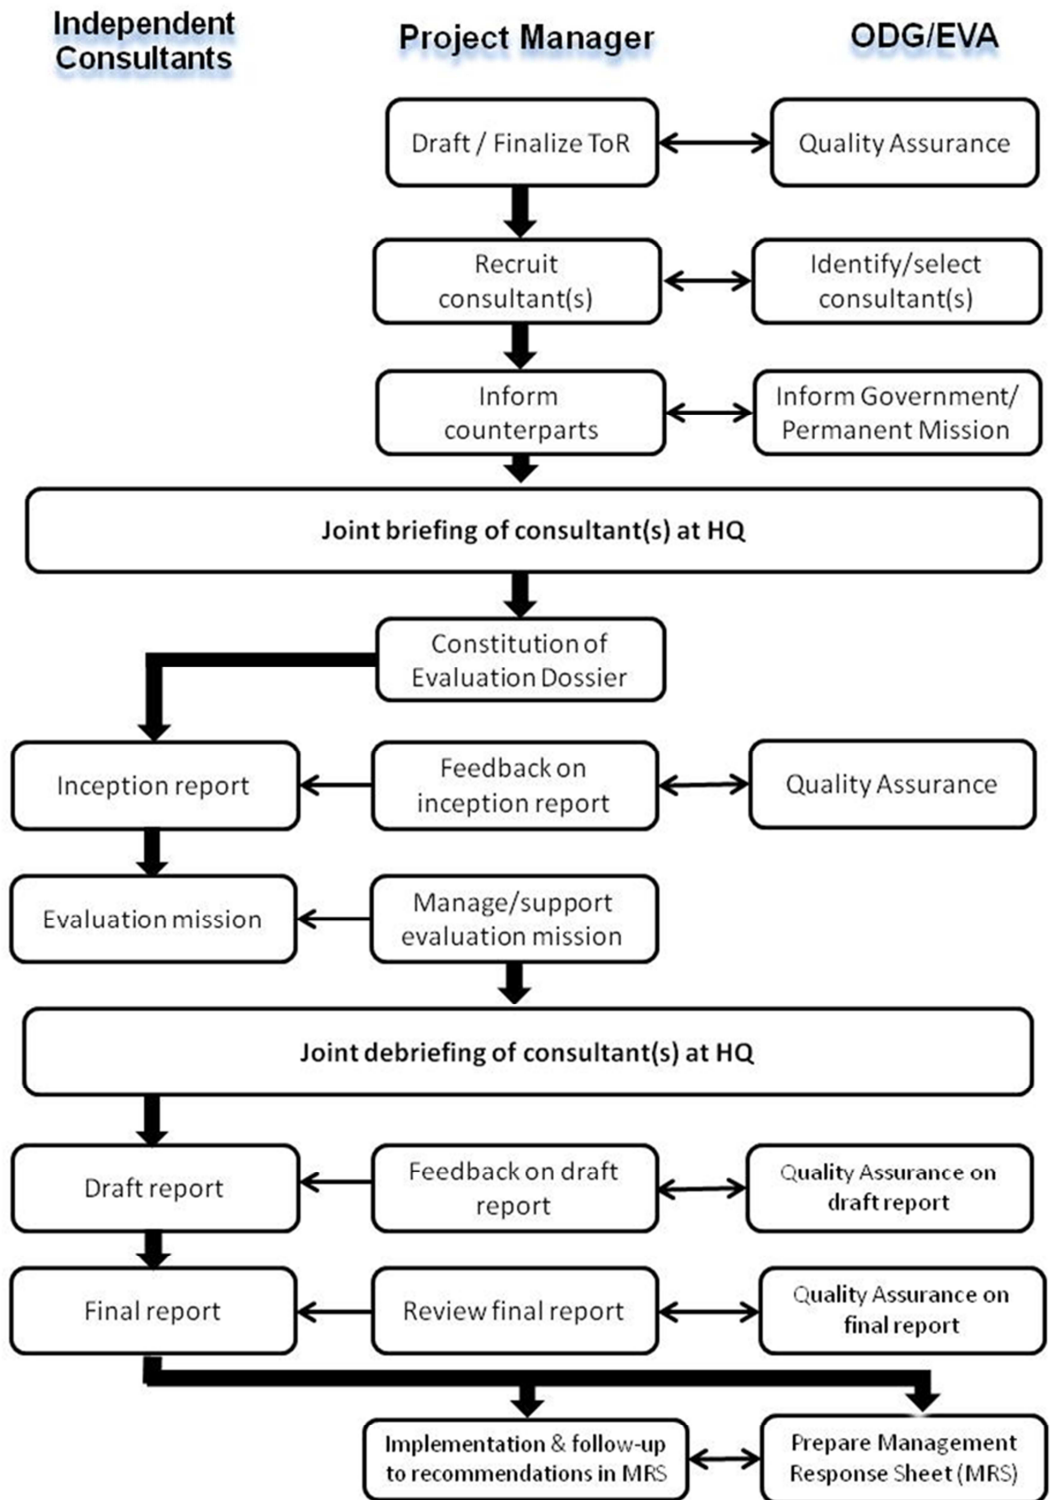 Independent
Consultants
Project Manager
ODG/EVA
Draft / Finalize ToR
Quality Assurance
Recruit
consultant(s)
Identify/select
consultant(s)
Inform
counterparts
Inform Government/
Permanent Mission
Joint briefing of consultant(s) at HQ
Constitution of
Evaluation Dossier
Inception report
Feedback on
inception report
Quality Assurance
Evaluation mission
Manage/support
evaluation mission
Joint debriefing of consultant(s) at HQ
Draft report
Feedback on draft
report
Quality Assurance on
draft report
Final report
Review final report
Quality Assurance on
final report
Implementation & follow-up
to recommendations in MRS
Prepare Management
Response Sheet (MRS)